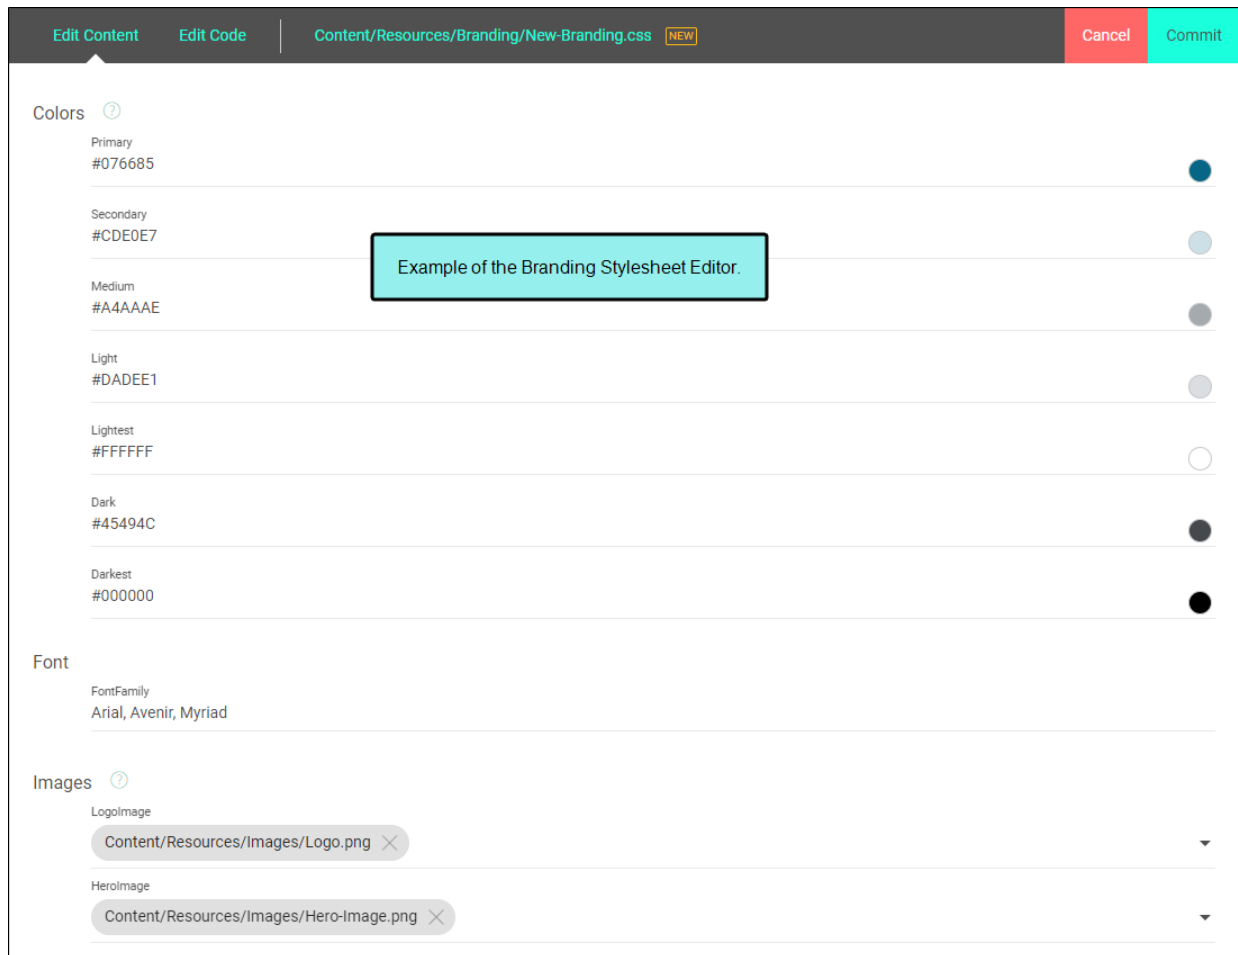 Edit Content Edit Code Content/Resources/Branding/New-Branding.css NEW Cancel Commit
Colors ?
Primary
#076685
Secondary
#CDE0E7
Example of the Branding Stylesheet Editor.
Medium
#A4AAAE
Light
#DADEE1
Lightest
#FFFFFF
Dark
#45494C
Darkest
#000000
Font
FontFamily
Arial, Avenir, Myriad
Images ?
LogoImage
Content/Resources/Images/Logo.png
HeroImage
Content/Resources/Images/Hero-Image.png